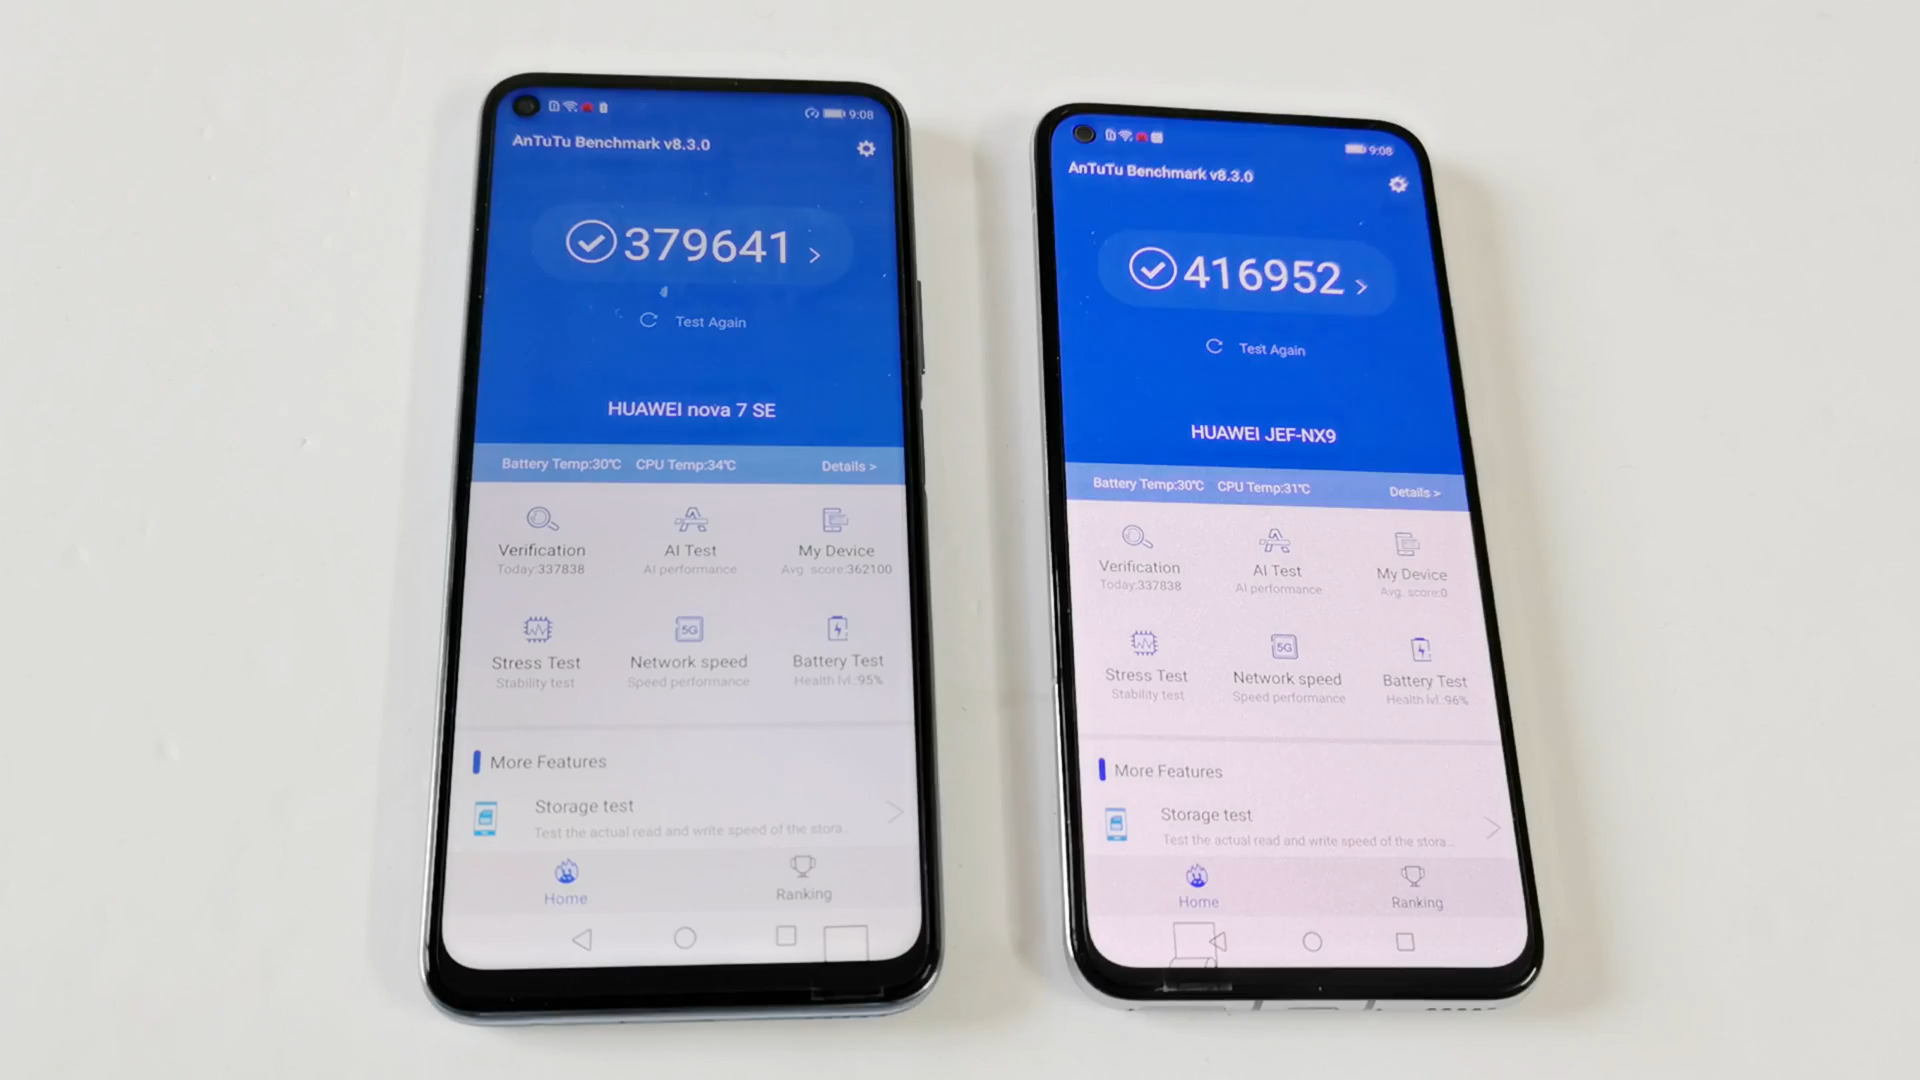 9:08
AnTuTu Benchmark v8.3.0
379641 >
Test Again
HUAWEI nova 7 SE
Battery Temp:30℃ CPU Temp:34℃ Details >
Verification AI Test My Device
Today:337838 AI performance Avg. score:362100
5G
Stress Test Network speed Battery Test
Stability test Speed performance Health lvl.:95%
More Features
Storage test
Test the actual read and write speed of the stora...
Home Ranking
9:08
AnTuTu Benchmark v8.3.0
416952 >
Test Again
HUAWEI JEF-NX9
Battery Temp:30℃ CPU Temp:31℃ Details >
Verification AI Test My Device
Today:337838 AI performance Avg. score:0
5G
Stress Test Network speed Battery Test
Stability test Speed performance Health lvl.:96%
More Features
Storage test
Test the actual read and write speed of the stora...
Home Ranking